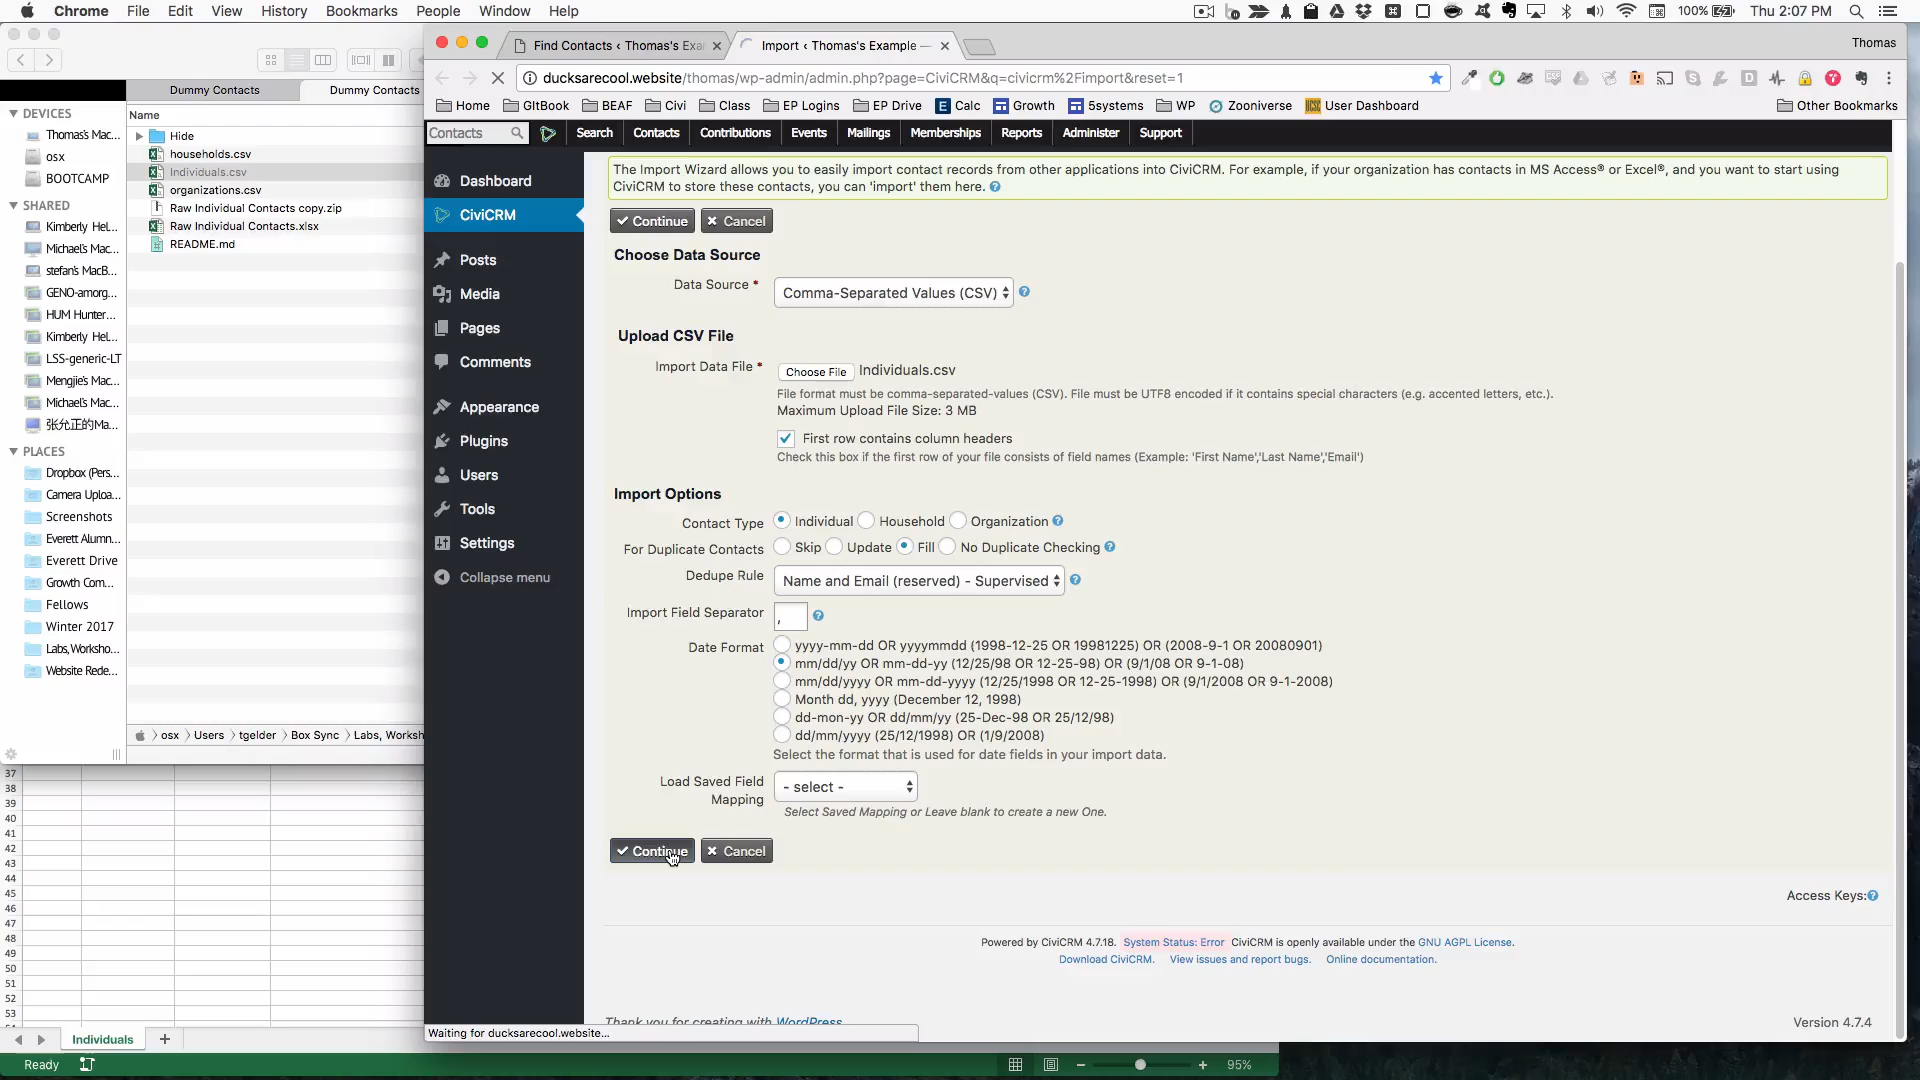 Chrome File Edit View History Bookmarks People Window Help 100% Thu 2:07 PM
Find Contacts ‹ Thomas's Exa
Import ‹ Thomas's Example —
Thomas
ducksarecool.website/thomas/wp-admin/admin.php?page=CiviCRM&q=civicrm%2Fimport&reset=1
Home GItBook BEAF Civi Class EP Logins EP Drive Calc Growth 5systems WP Zooniverse User Dashboard Other Bookmarks
Contacts Search Contacts Contributions Events Mailings Memberships Reports Administer Support
Dummy Contacts
Dummy Contacts
Name
Hide
households.csv
Individuals.csv
organizations.csv
Raw Individual Contacts copy.zip
Raw Individual Contacts.xlsx
README.md
DEVICES
Thomas's Mac...
osx
BOOTCAMP
SHARED
Kimberly Hel...
Michael's Mac...
stefan's MacB...
GENO-amorg...
HUM Hunter...
Kimberly Hel...
LSS-generic-LT
Mengjie's Mac...
Michael's Mac...
张允正的Ma...
PLACES
Dropbox (Pers...
Camera Uploa...
Screenshots
Everett Alumn...
Everett Drive
Growth Com...
Fellows
Winter 2017
Labs, Worksho...
Website Rede...
osx Users tgelder Box Sync Labs, Worksh
Dashboard
CiviCRM
Posts
Media
Pages
Comments
Appearance
Plugins
Users
Tools
Settings
Collapse menu
The Import Wizard allows you to easily import contact records from other applications into CiviCRM. For example, if your organization has contacts in MS Access® or Excel®, and you want to start using
CiviCRM to store these contacts, you can 'import' them here.
Continue Cancel
Choose Data Source
Data Source * Comma-Separated Values (CSV)
Upload CSV File
Import Data File * Choose File Individuals.csv
File format must be comma-separated-values (CSV). File must be UTF8 encoded if it contains special characters (e.g. accented letters, etc.).
Maximum Upload File Size: 3 MB
First row contains column headers
Check this box if the first row of your file consists of field names (Example: 'First Name','Last Name','Email')
Import Options
Contact Type Individual Household Organization
For Duplicate Contacts Skip Update Fill No Duplicate Checking
Dedupe Rule Name and Email (reserved) - Supervised
Import Field Separator ,
Date Format yyyy-mm-dd OR yyyymmdd (1998-12-25 OR 19981225) OR (2008-9-1 OR 20080901)
mm/dd/yy OR mm-dd-yy (12/25/98 OR 12-25-98) OR (9/1/08 OR 9-1-08)
mm/dd/yyyy OR mm-dd-yyyy (12/25/1998 OR 12-25-1998) OR (9/1/2008 OR 9-1-2008)
Month dd, yyyy (December 12, 1998)
dd-mon-yy OR dd/mm/yy (25-Dec-98 OR 25/12/98)
dd/mm/yyyy (25/12/1998) OR (1/9/2008)
Select the format that is used for date fields in your import data.
Load Saved Field
Mapping - select -
Select Saved Mapping or Leave blank to create a new One.
Continue Cancel
Access Keys:
Powered by CiviCRM 4.7.18. System Status: Error CiviCRM is openly available under the GNU AGPL License.
Download CiviCRM. View issues and report bugs. Online documentation.
Thank you for creating with WordPress
Version 4.7.4
Waiting for ducksarecool.website...
37
38
39
40
41
42
43
44
45
46
47
48
49
50
51
52
53
Individuals
Ready
95%